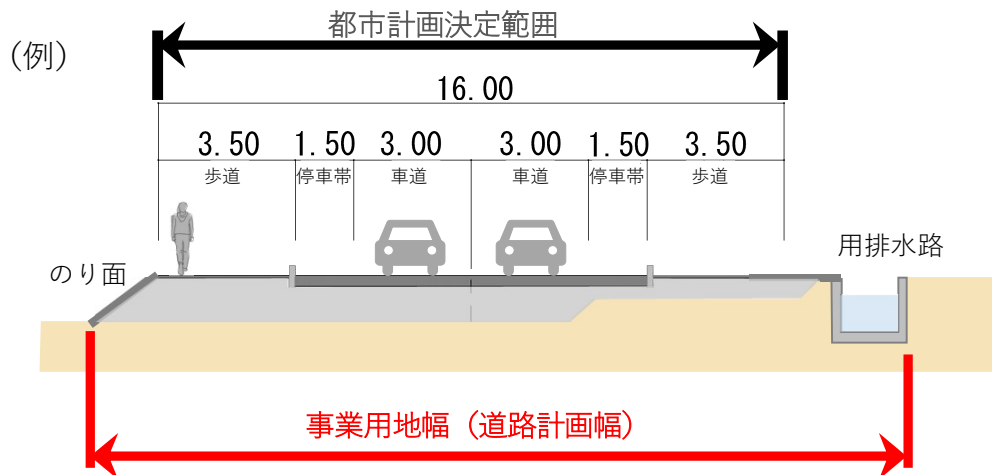 都市計画決定範囲
(例)
16.00
3.50 1.50 3.00 3.00 1.50 3.50
歩道 停車帯 車道 車道 停車帯 歩道
用排水路
のり面
事業用地幅（道路計画幅）